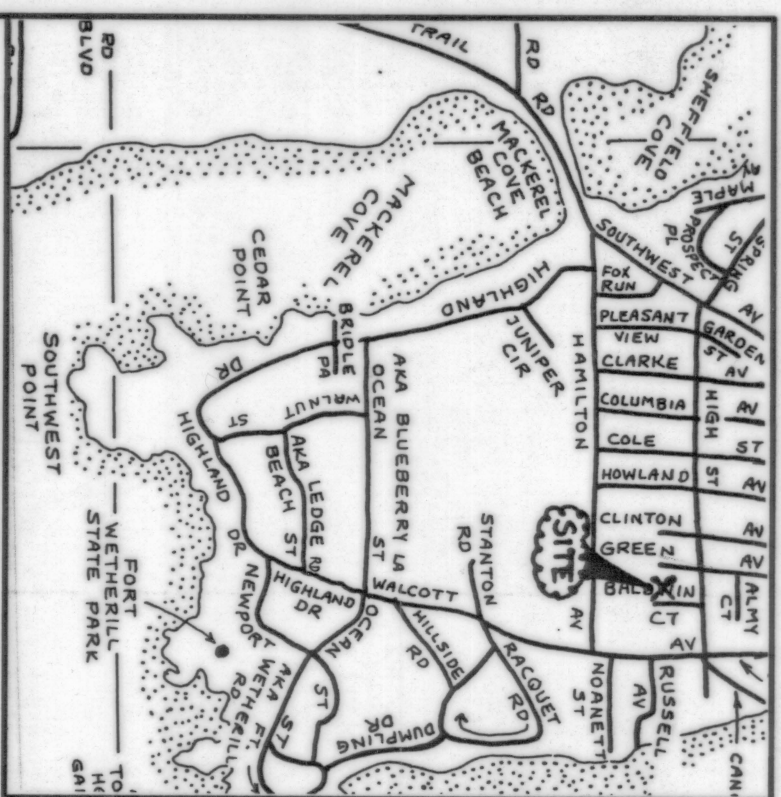 RD
BLVD
TRAIL
RD
RD
SHEFFIELD
COVE
MACKEREL
COVE
BEACH
MACKEREL
COVE
CEDAR
POINT
SOUTHWEST
POINT
AV
MAPLE
PROSPECT
PL
ST
SPRING
AV
SOUTHWEST
FOX
RUN
PLEASANT
VIEW
GARDEN
ST
CLARKE
AV
COLUMBIA
AV
COLE
ST
HOWLAND
AV
CLINTON
AV
GREEN
AV
BALDWIN
CT
ALMY
CT
HIGH
ST
HAMILTON
AV
SITE
HIGHLAND
JUNIPER
CIR
BRIDLE
PA
DR
AKA BLUEBERRY LA
OCEAN
ST
WALNUT
ST
AKA LEDGE RD
BEACH
ST
HIGHLAND
DR
STANTON
RD
WALCOTT
AV
HIGHLAND
DR
OCEAN
ST
HILLSIDE
RD
RACQUET
RD
DUMPLING
DR
NOANETT
ST
RUSSELL
AV
NEWPORT
ST
AKA FT.
WETHERILL
RD
FORT
WETHERILL
STATE PARK